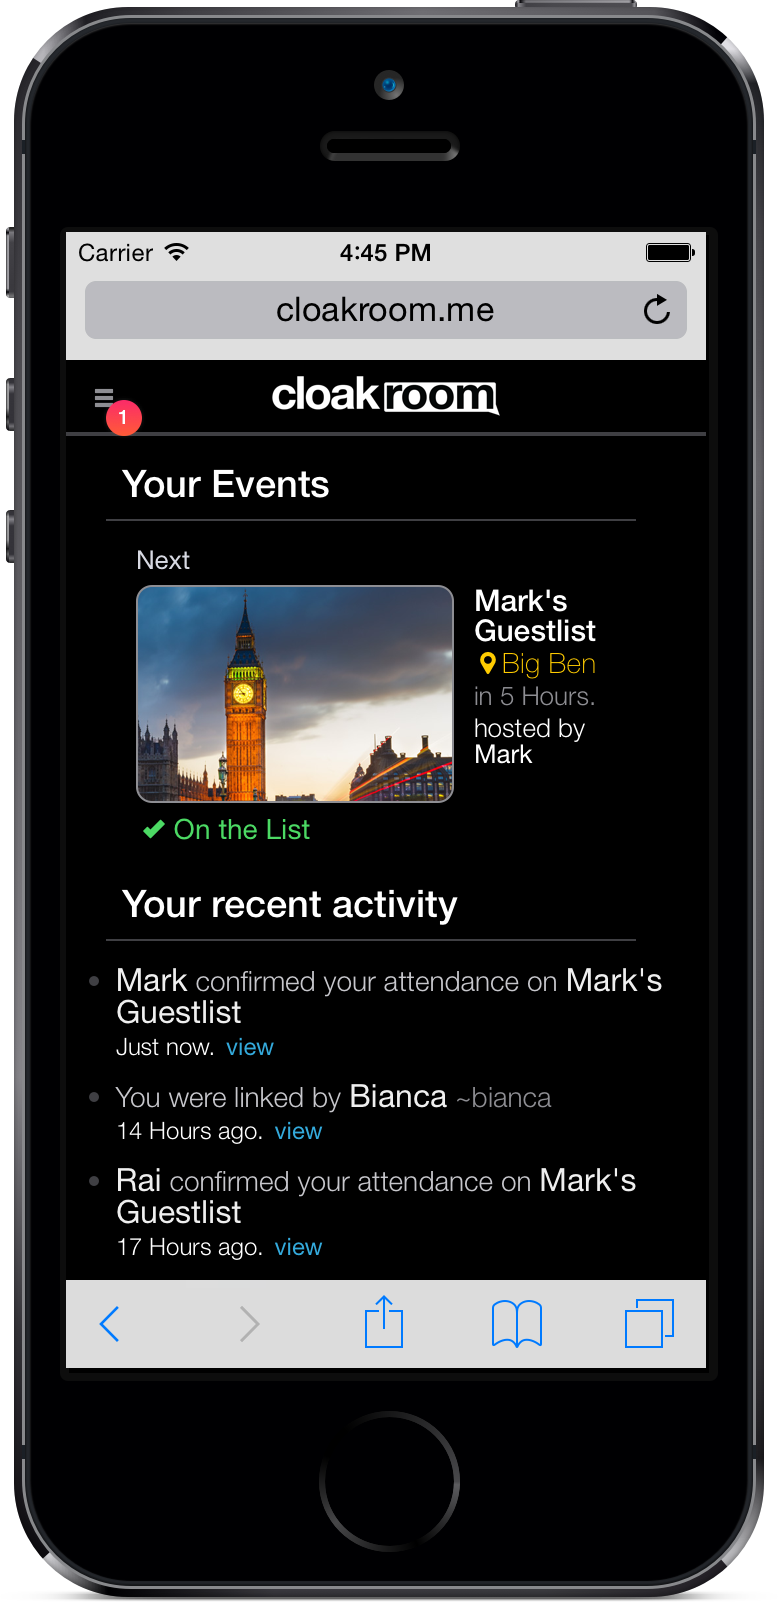 Carrier 4:45 PM
cloakroom.me
1
cloakroom
Your Events
Next
Mark's
Guestlist
Big Ben
in 5 Hours.
hosted by
Mark
On the List
Your recent activity
Mark confirmed your attendance on Mark's
Guestlist
Just now. view
You were linked by Bianca ~bianca
14 Hours ago. view
Rai confirmed your attendance on Mark's
Guestlist
17 Hours ago. view